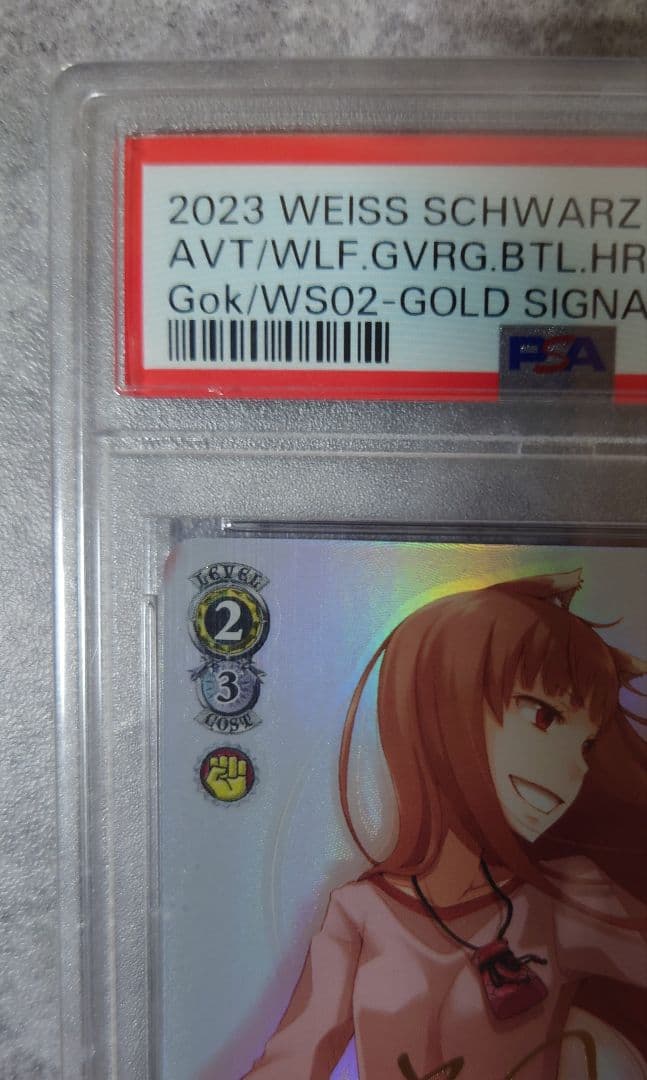 2023 WEISS SCHWARZ
AVT/WLF.GVRG.BTL.HR
Gok/WS02-GOLD SIGNA
PSA
LEVEL
2
3
COST